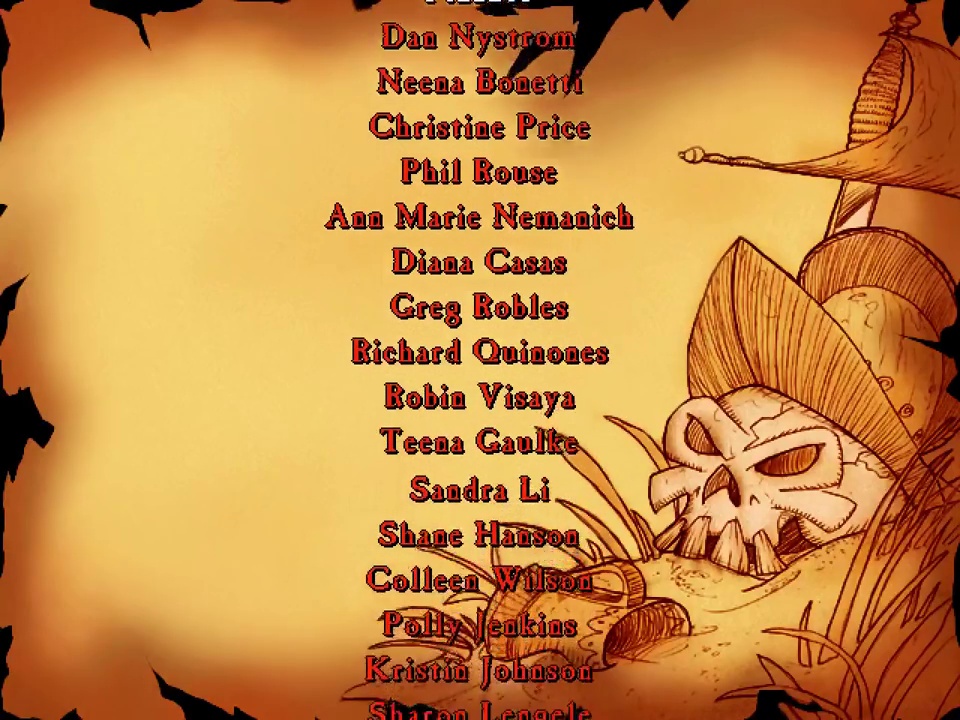 Dan Nystrom
Neena Bonetti
Christine Price
Phil Rouse
Ann Marie Nemanich
Diana Casas
Greg Robles
Richard Quinones
Robin Visaya
Teena Gaulke
Sandra Li
Shane Hanson
Colleen Wilson
Polly Jenkins
Kristin Johnson
Sharon